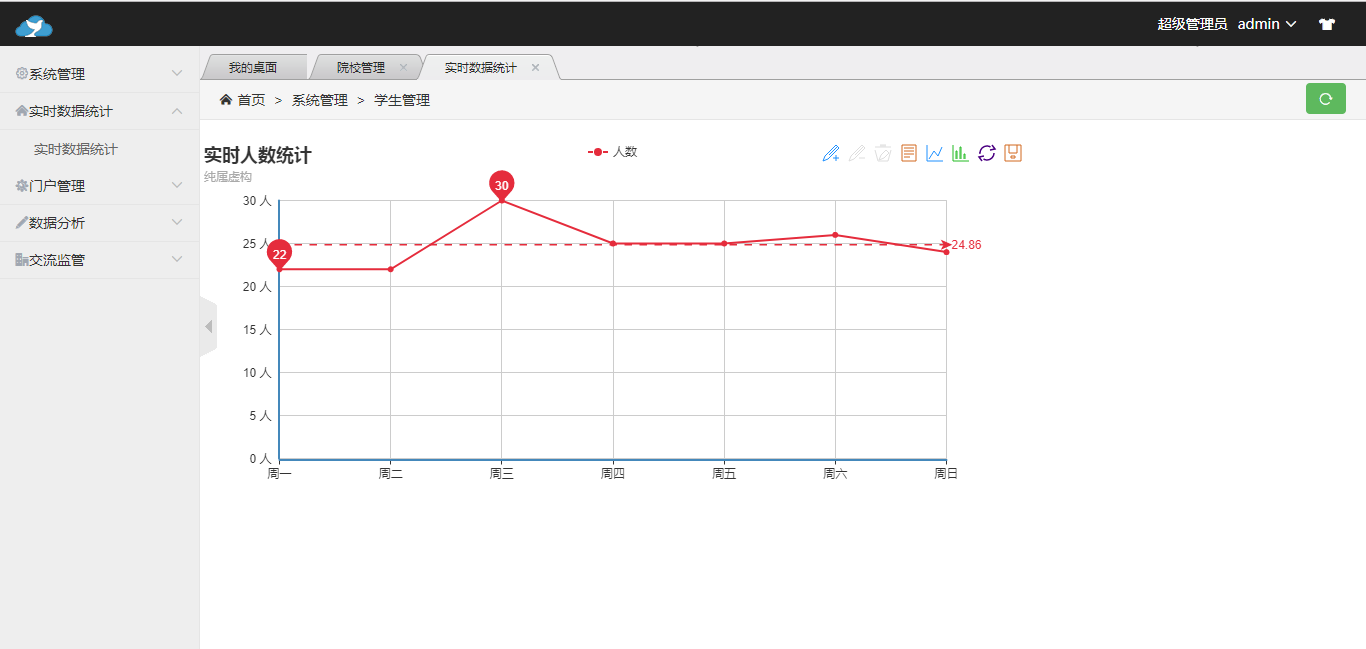 超级管理员 admin
我的桌面 院校管理 实时数据统计
首页 > 系统管理 > 学生管理
系统管理
实时数据统计
实时数据统计
门户管理
数据分析
交流监管
实时人数统计
纯属虚构
人数
30 人
25 人
20 人
15 人
10 人
5 人
0 人
22
30
24.86
周一 周二 周三 周四 周五 周六 周日